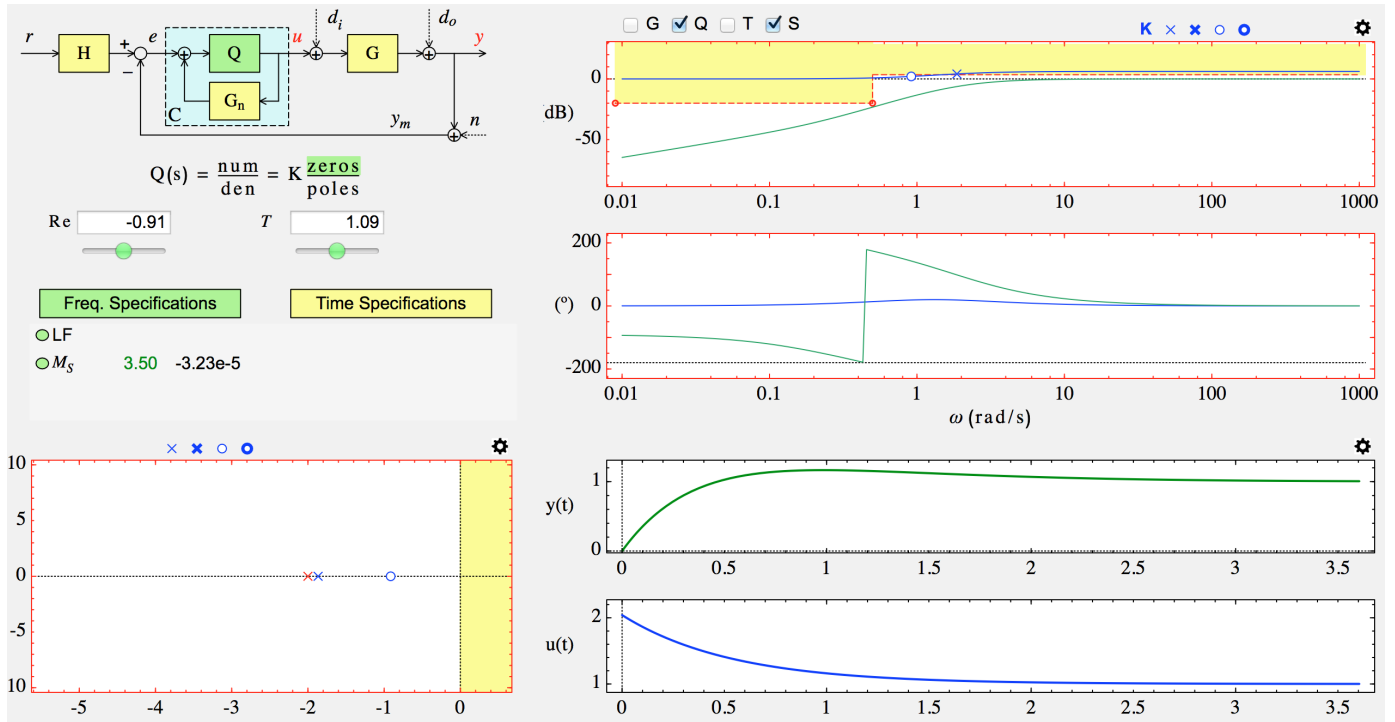 r H e Q u d_i G d_o y
+ −
G_n
C
y_m n
Q(s) = num/den = K zeros/poles
Re -0.91 T 1.09
Freq. Specifications Time Specifications
LF
M_S 3.50 -3.23e-5
10
5
0
-5
10
-5 -4 -3 -2 -1 0
G Q T S
K
0
(dB)
-50
0.01 0.1 1 10 100 1000
200
(º) 0
-200
0.01 0.1 1 10 100 1000
ω (rad/s)
y(t) 1
0
0 0.5 1 1.5 2 2.5 3 3.5
2
u(t)
1
0 0.5 1 1.5 2 2.5 3 3.5